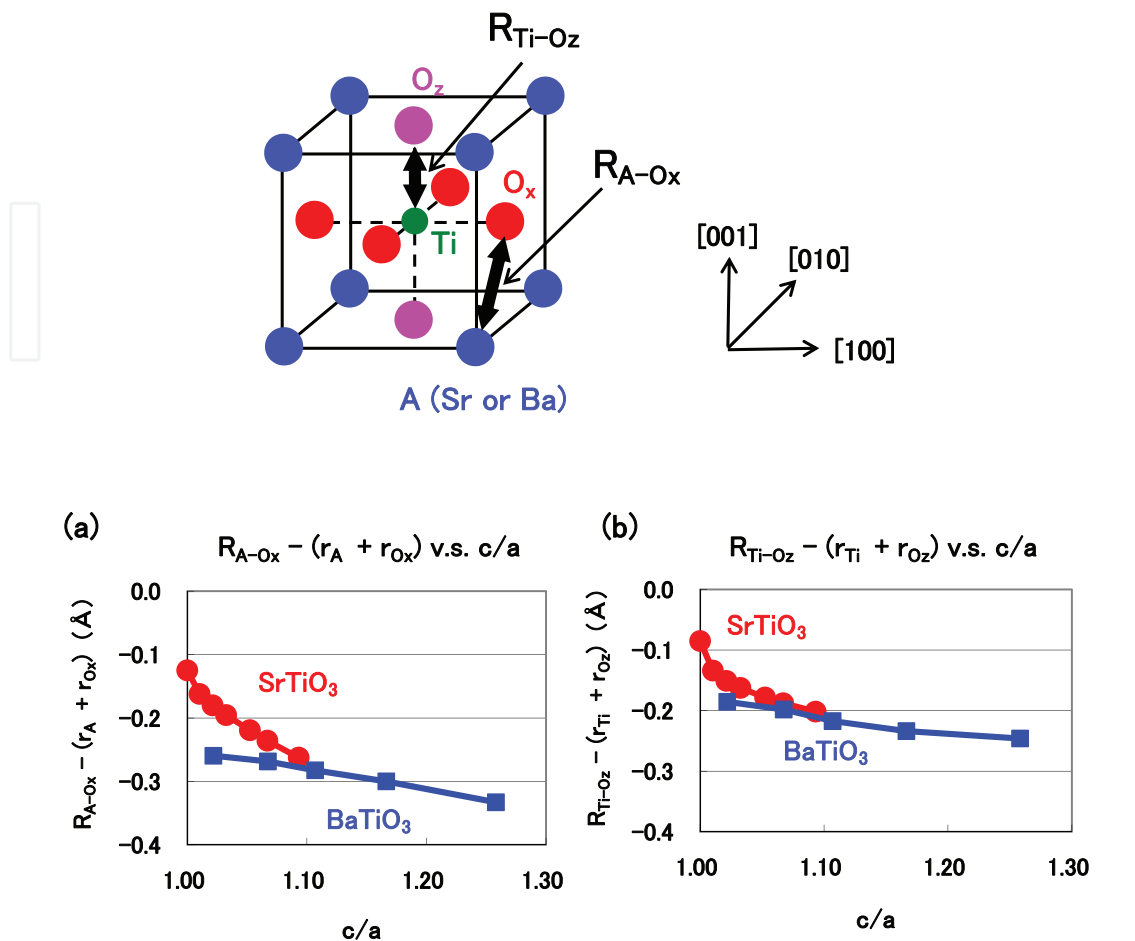 R_Ti-Oz
O_z
R_A-Ox
O_x
Ti
[001]
[010]
[100]
A (Sr or Ba)
(a)
R_A-Ox – (r_A + r_Ox) v.s. c/a
R_A-Ox – (r_A + r_Ox) (Å)
0.0
-0.1
-0.2
-0.3
-0.4
SrTiO₃
BaTiO₃
1.00 1.10 1.20 1.30
c/a
(b)
R_Ti-Oz – (r_Ti + r_Oz) v.s. c/a
R_Ti-Oz – (r_Ti + r_Oz) (Å)
0.0
-0.1
-0.2
-0.3
-0.4
SrTiO₃
BaTiO₃
1.00 1.10 1.20 1.30
c/a